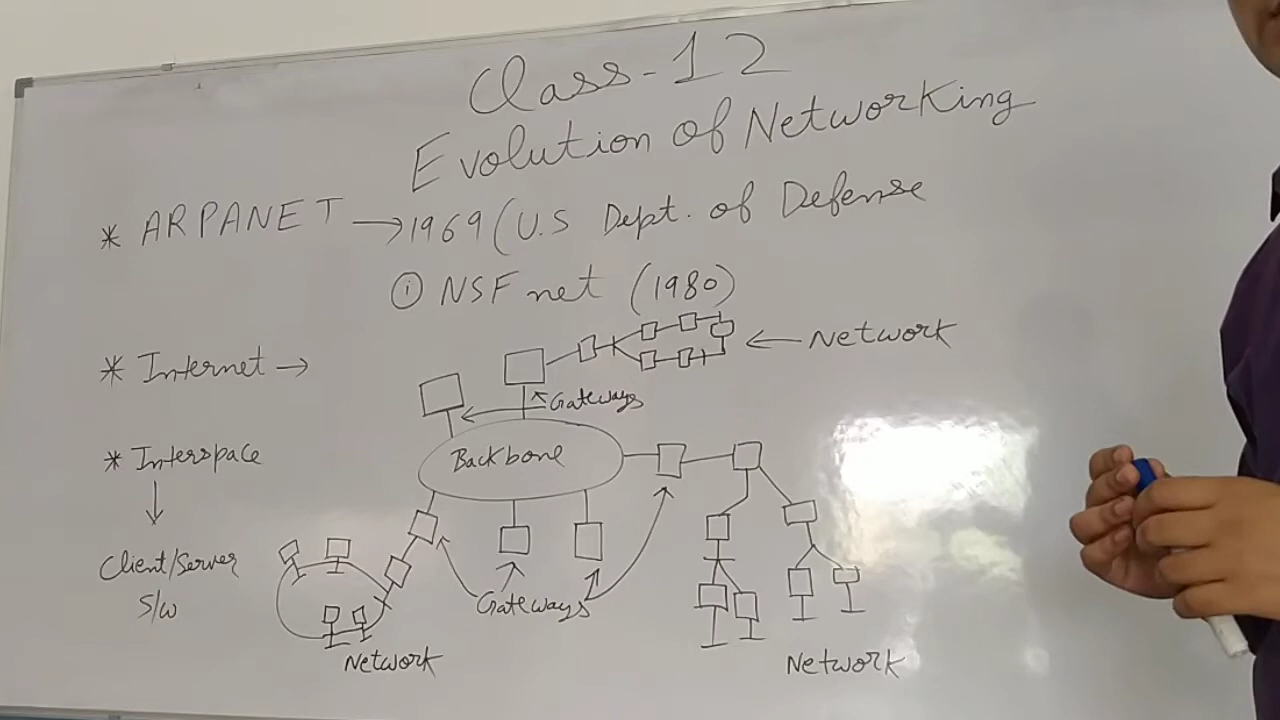 Class-12
Evolution of Networking
* ARPANET → 1969 (U.S Dept. of Defense
① NSF net (1980)
* Internet →
← Network
Gateways
* Interspace
Backbone
↓
Client/Server
S/w
Gateways
Network
Network